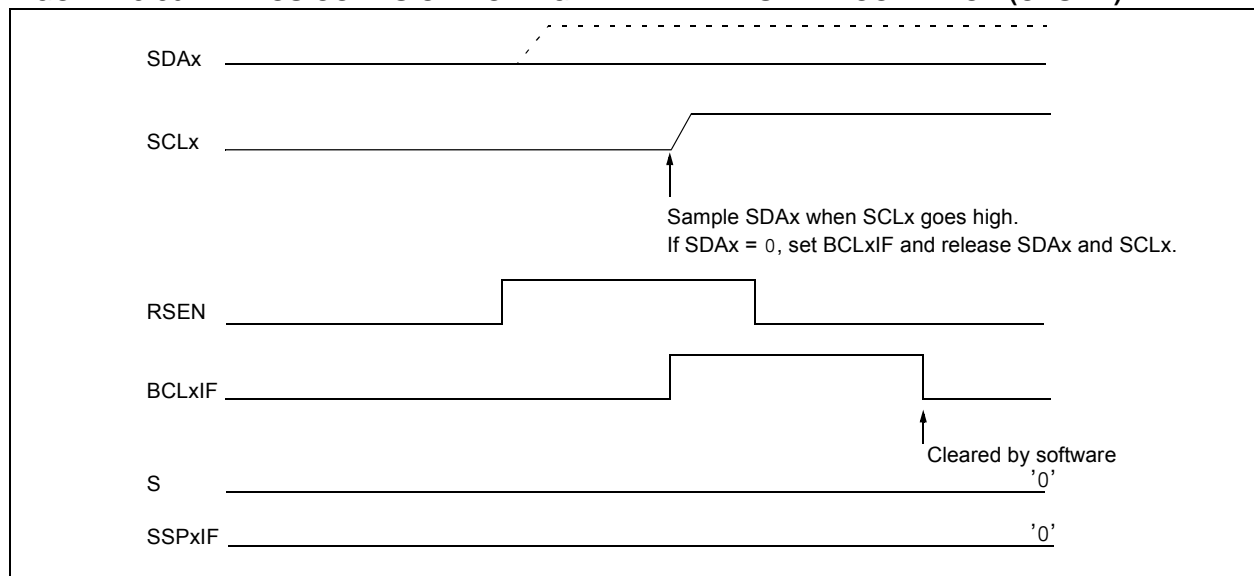 SDAx
SCLx
Sample SDAx when SCLx goes high.
If SDAx = 0, set BCLxIF and release SDAx and SCLx.
RSEN
BCLxIF
Cleared by software
S
'0'
SSPxIF
'0'